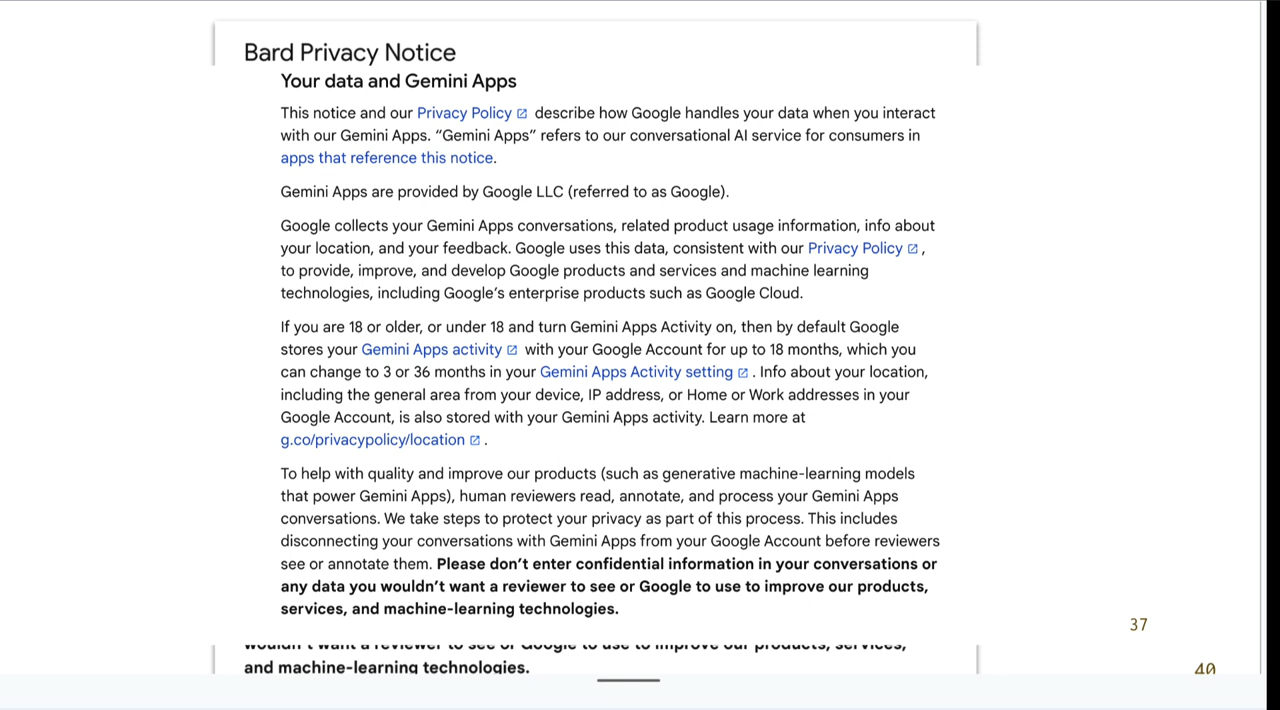 Bard Privacy Notice
Your data and Gemini Apps
This notice and our Privacy Policy describe how Google handles your data when you interact
with our Gemini Apps. “Gemini Apps” refers to our conversational AI service for consumers in
apps that reference this notice.
Gemini Apps are provided by Google LLC (referred to as Google).
Google collects your Gemini Apps conversations, related product usage information, info about
your location, and your feedback. Google uses this data, consistent with our Privacy Policy ,
to provide, improve, and develop Google products and services and machine learning
technologies, including Google’s enterprise products such as Google Cloud.
If you are 18 or older, or under 18 and turn Gemini Apps Activity on, then by default Google
stores your Gemini Apps activity with your Google Account for up to 18 months, which you
can change to 3 or 36 months in your Gemini Apps Activity setting . Info about your location,
including the general area from your device, IP address, or Home or Work addresses in your
Google Account, is also stored with your Gemini Apps activity. Learn more at
g.co/privacypolicy/location .
To help with quality and improve our products (such as generative machine-learning models
that power Gemini Apps), human reviewers read, annotate, and process your Gemini Apps
conversations. We take steps to protect your privacy as part of this process. This includes
disconnecting your conversations with Gemini Apps from your Google Account before reviewers
see or annotate them. Please don’t enter confidential information in your conversations or
any data you wouldn’t want a reviewer to see or Google to use to improve our products,
services, and machine-learning technologies.
37
wouldn’t want a reviewer to see or Google to use to improve our products, services,
and machine-learning technologies.
40